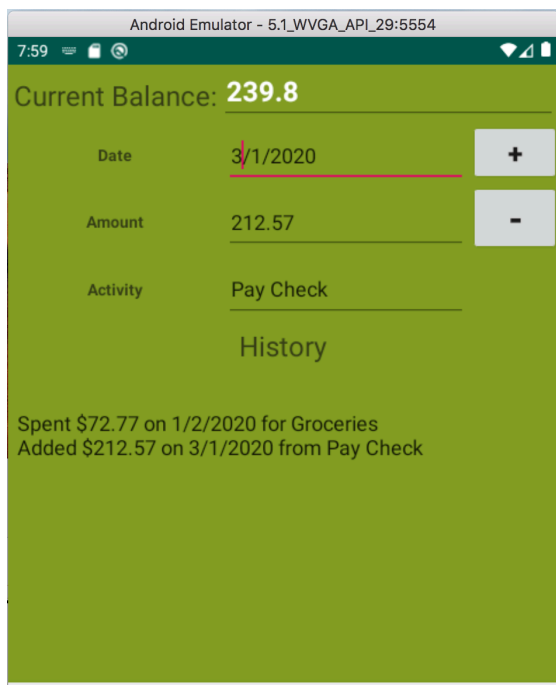 Android Emulator - 5.1_WVGA_API_29:5554
7:59
Current Balance: 239.8
Date 3/1/2020 +
Amount 212.57 -
Activity Pay Check
History
Spent $72.77 on 1/2/2020 for Groceries
Added $212.57 on 3/1/2020 from Pay Check